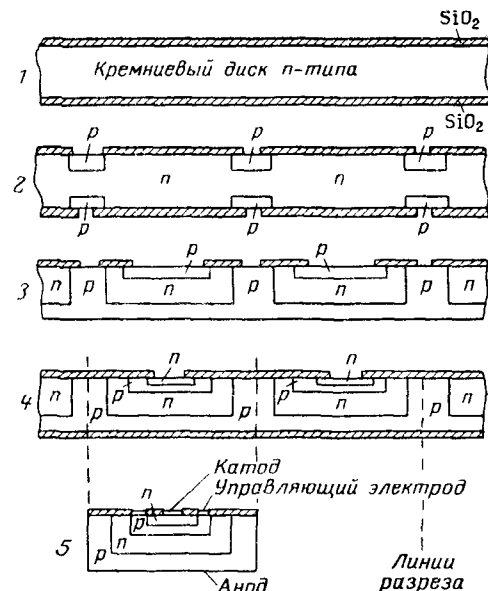 SiO₂
1
Кремниевый диск n-типа
SiO₂
p p p
2 n n
p p p
p p
3 n p n p n p n
n n
4 n p p p n
p n p n p
Катод
n Управляющий электрод
p
5 p n
Анод
Линии
разреза